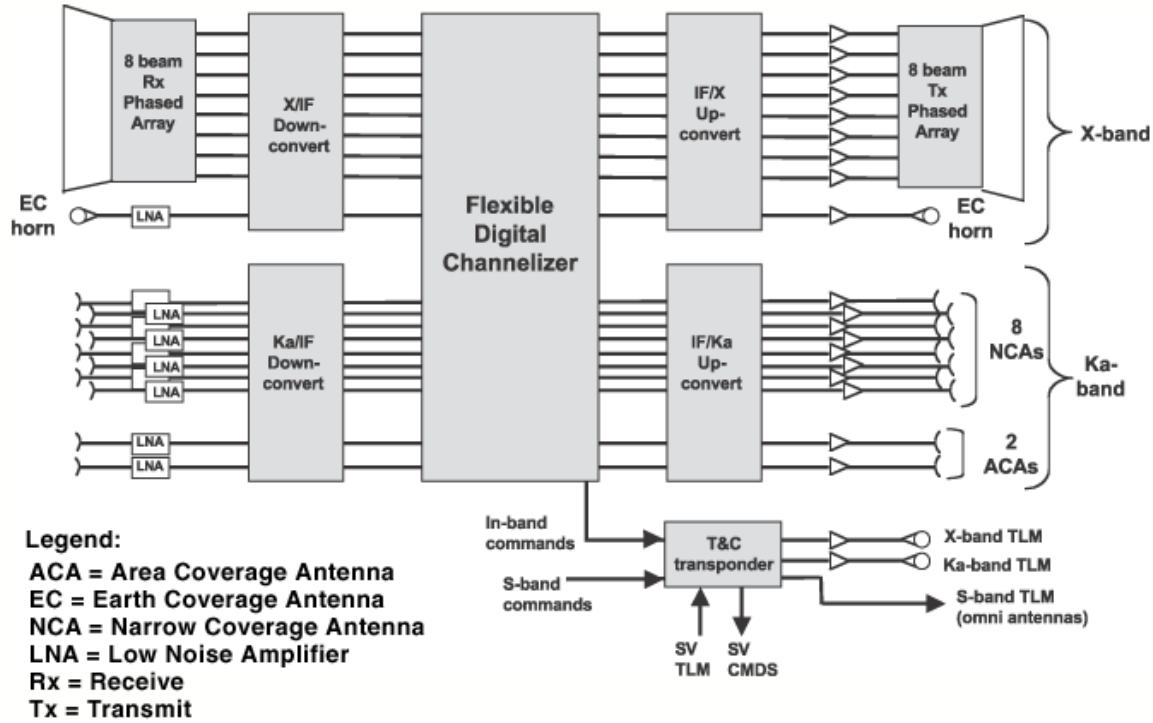 8 beam
Rx
Phased
Array
X/IF
Down-
convert
Flexible
Digital
Channelizer
IF/X
Up-
convert
8 beam
Tx
Phased
Array
X-band
EC
horn
LNA
EC
horn
LNA
LNA
LNA
LNA
Ka/IF
Down-
convert
IF/Ka
Up-
convert
8
NCAs
Ka-
band
LNA
LNA
2
ACAs
In-band
commands
S-band
commands
T&C
transponder
X-band TLM
Ka-band TLM
S-band TLM
(omni antennas)
SV
TLM
SV
CMDS
Legend:
ACA = Area Coverage Antenna
EC = Earth Coverage Antenna
NCA = Narrow Coverage Antenna
LNA = Low Noise Amplifier
Rx = Receive
Tx = Transmit